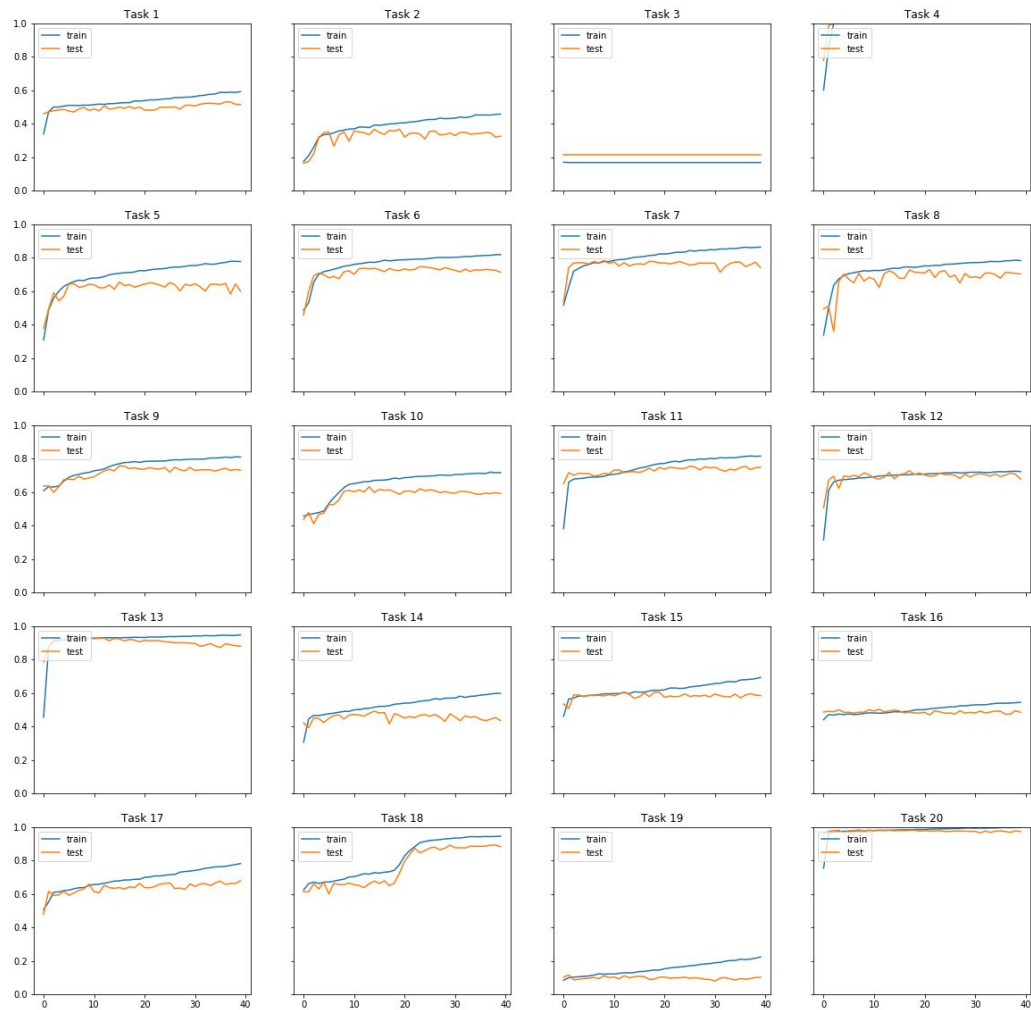 Task 1
1.0
0.8
0.6
0.4
0.2
0.0
train
test
Task 2
train
test
Task 3
train
test
Task 4
train
test
Task 5
1.0
0.8
0.6
0.4
0.2
0.0
train
test
Task 6
train
test
Task 7
train
test
Task 8
train
test
Task 9
1.0
0.8
0.6
0.4
0.2
0.0
train
test
Task 10
train
test
Task 11
train
test
Task 12
train
test
Task 13
1.0
0.8
0.6
0.4
0.2
0.0
train
test
Task 14
train
test
Task 15
train
test
Task 16
train
test
Task 17
1.0
0.8
0.6
0.4
0.2
0.0
train
test
0 10 20 30 40
Task 18
train
test
0 10 20 30 40
Task 19
train
test
0 10 20 30 40
Task 20
train
test
0 10 20 30 40